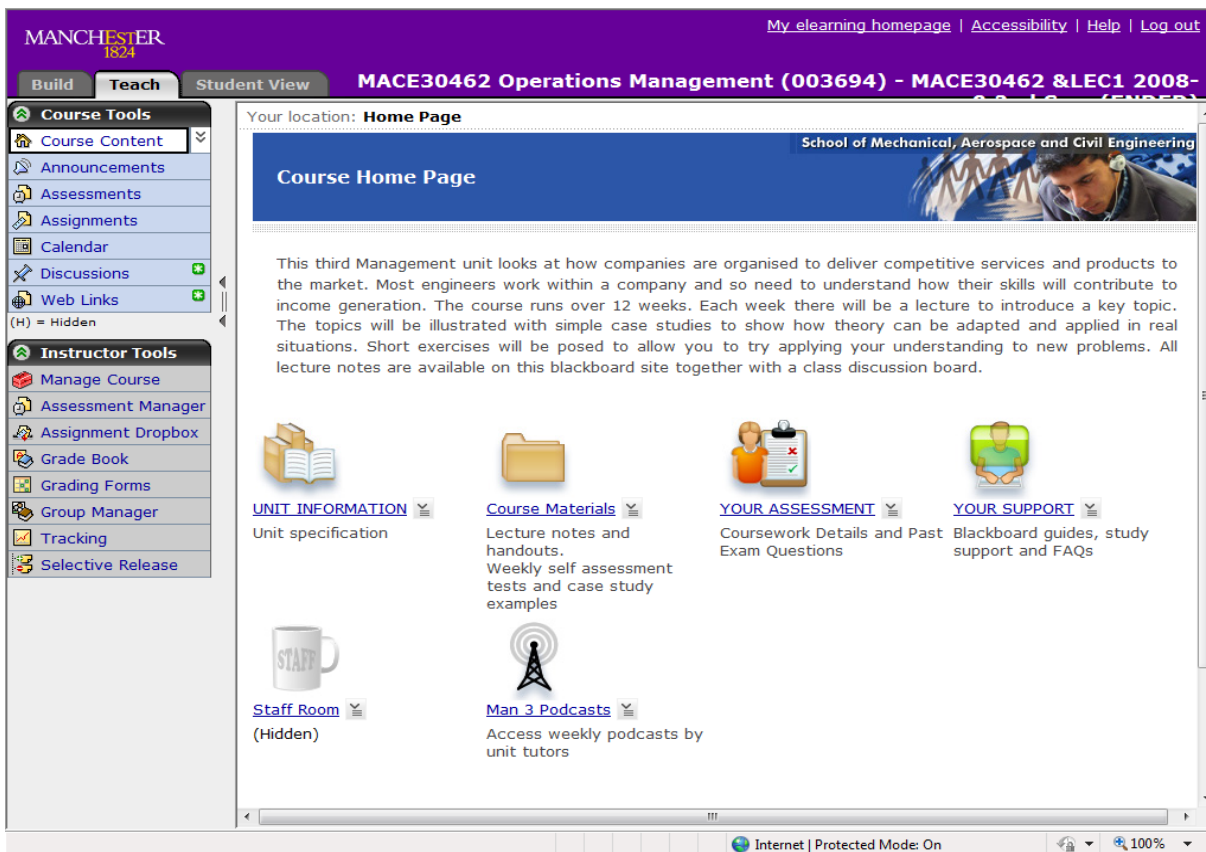 MANCHESTER
1824
My elearning homepage | Accessibility | Help | Log out
Build
Teach
Student View
MACE30462 Operations Management (003694) - MACE30462 &LEC1 2008-
Course Tools
Course Content
Announcements
Assessments
Assignments
Calendar
Discussions
Web Links
(H) = Hidden
Instructor Tools
Manage Course
Assessment Manager
Assignment Dropbox
Grade Book
Grading Forms
Group Manager
Tracking
Selective Release
Your location: Home Page
School of Mechanical, Aerospace and Civil Engineering
Course Home Page
This third Management unit looks at how companies are organised to deliver competitive services and products to
the market. Most engineers work within a company and so need to understand how their skills will contribute to
income generation. The course runs over 12 weeks. Each week there will be a lecture to introduce a key topic.
The topics will be illustrated with simple case studies to show how theory can be adapted and applied in real
situations. Short exercises will be posed to allow you to try applying your understanding to new problems. All
lecture notes are available on this blackboard site together with a class discussion board.
UNIT INFORMATION
Unit specification
Course Materials
Lecture notes and
handouts.
Weekly self assessment
tests and case study
examples
YOUR ASSESSMENT
Coursework Details and Past
Exam Questions
YOUR SUPPORT
Blackboard guides, study
support and FAQs
STAFF
Staff Room
(Hidden)
Man 3 Podcasts
Access weekly podcasts by
unit tutors
Internet | Protected Mode: On
100%